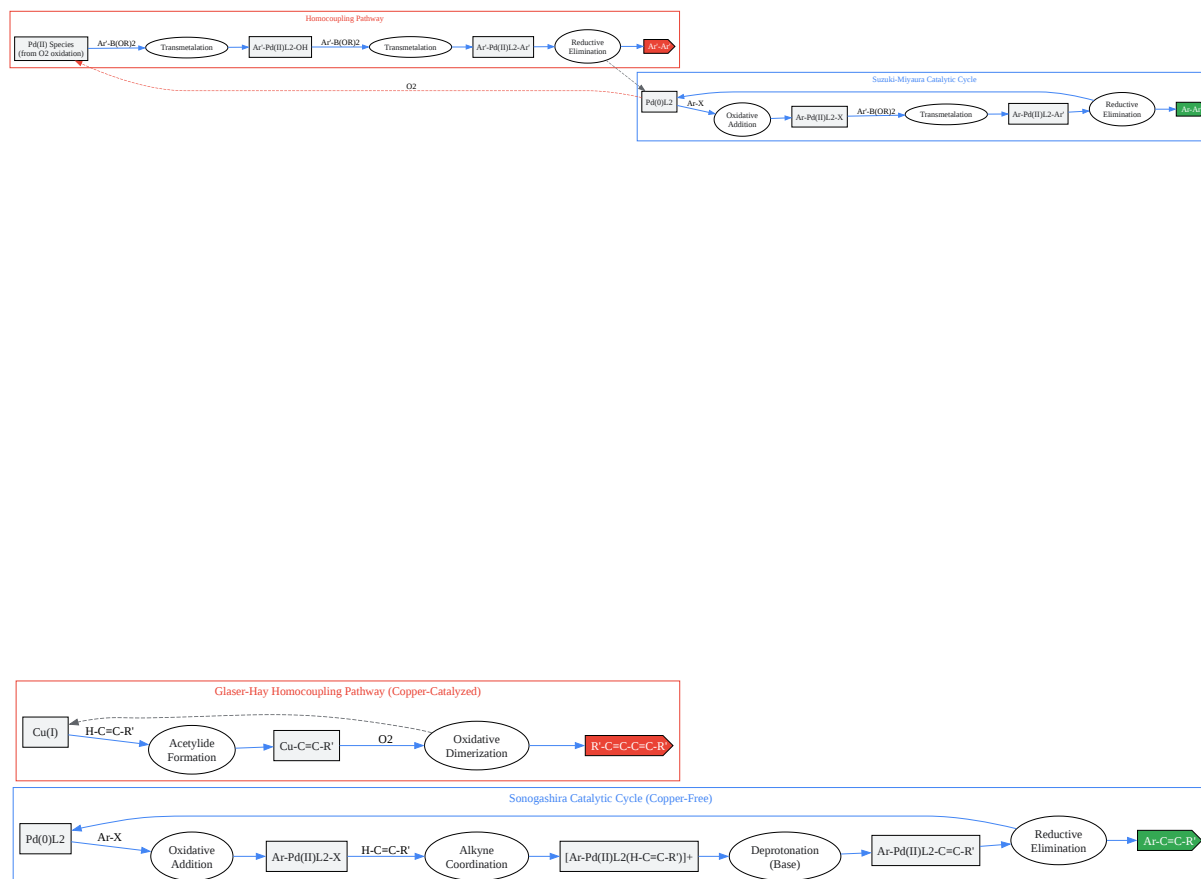 Homocoupling Pathway
Pd(II) Species
(from O2 oxidation)
Ar'-B(OR)2
Transmetalation
Ar'-Pd(II)L2-OH
Ar'-B(OR)2
Transmetalation
Ar'-Pd(II)L2-Ar'
Reductive
Elimination
Ar'-Ar'
O2
Suzuki-Miyaura Catalytic Cycle
Pd(0)L2
Ar-X
Oxidative
Addition
Ar-Pd(II)L2-X
Ar'-B(OR)2
Transmetalation
Ar-Pd(II)L2-Ar'
Reductive
Elimination
Ar-Ar
Glaser-Hay Homocoupling Pathway (Copper-Catalyzed)
Cu(I)
H-C=C-R'
Acetylide
Formation
Cu-C=C-R'
O2
Oxidative
Dimerization
R'-C=C-C=C-R'
Sonogashira Catalytic Cycle (Copper-Free)
Pd(0)L2
Ar-X
Oxidative
Addition
Ar-Pd(II)L2-X
H-C=C-R'
Alkyne
Coordination
[Ar-Pd(II)L2(H-C=C-R')]+
Deprotonation
(Base)
Ar-Pd(II)L2-C=C-R'
Reductive
Elimination
Ar-C=C-R'